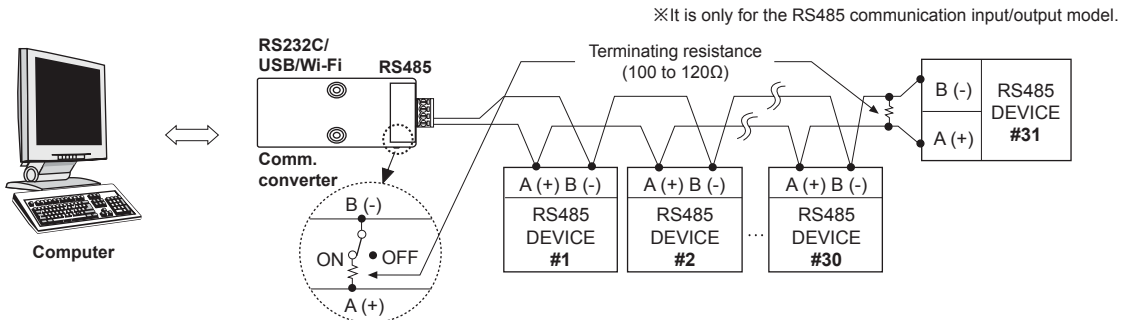 ※It is only for the RS485 communication input/output model.
RS232C/
USB/Wi-Fi
RS485
Terminating resistance
(100 to 120Ω)
Comm.
converter
Computer
B (-)
ON
OFF
A (+)
A (+) B (-)
RS485
DEVICE
#1
A (+) B (-)
RS485
DEVICE
#2
...
A (+) B (-)
RS485
DEVICE
#30
B (-)
A (+)
RS485
DEVICE
#31